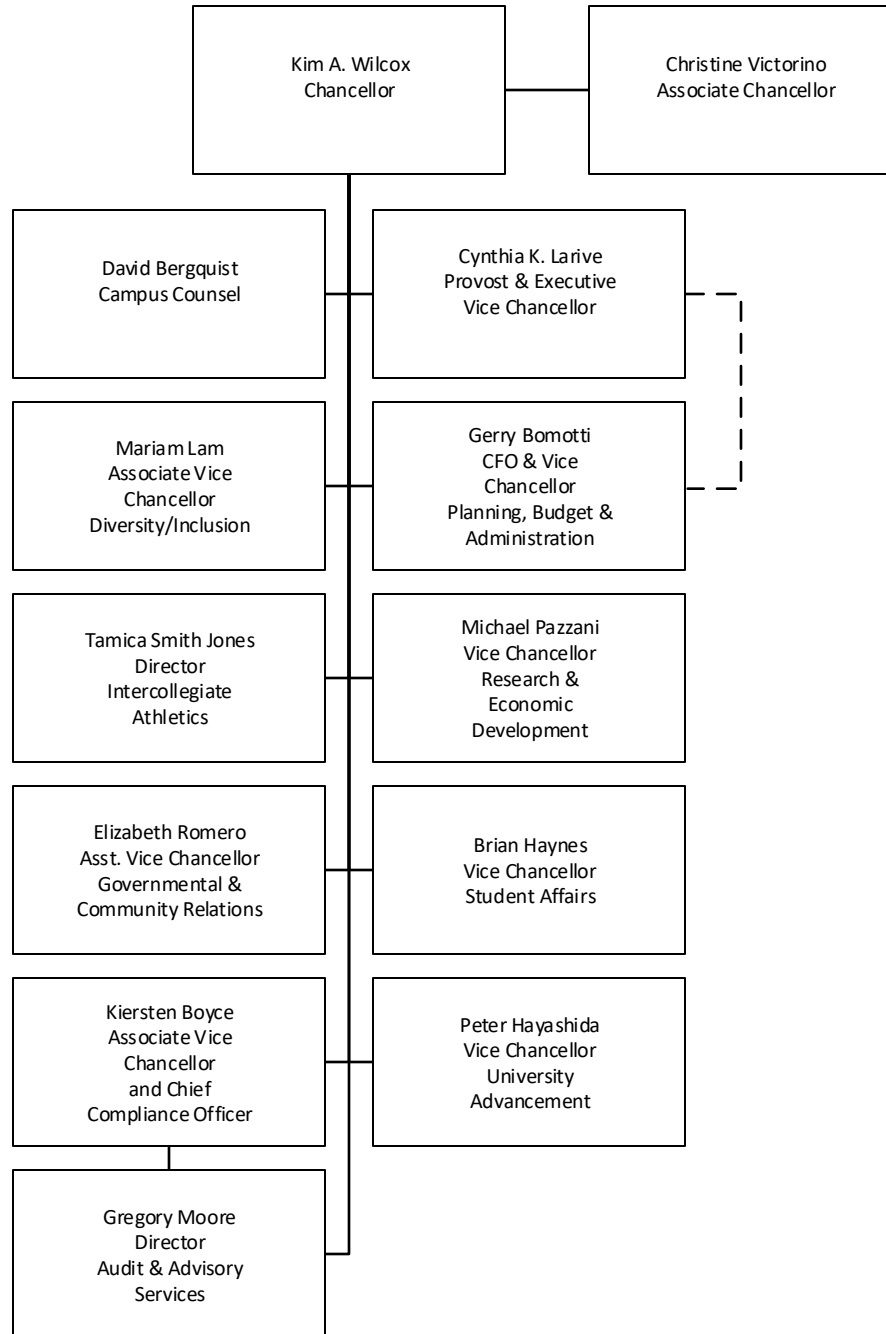 Kim A. Wilcox
Chancellor
Christine Victorino
Associate Chancellor
David Bergquist
Campus Counsel
Cynthia K. Larive
Provost & Executive
Vice Chancellor
Mariam Lam
Associate Vice
Chancellor
Diversity/Inclusion
Gerry Bomotti
CFO & Vice
Chancellor
Planning, Budget &
Administration
Tamica Smith Jones
Director
Intercollegiate
Athletics
Michael Pazzani
Vice Chancellor
Research &
Economic
Development
Elizabeth Romero
Asst. Vice Chancellor
Governmental &
Community Relations
Brian Haynes
Vice Chancellor
Student Affairs
Kiersten Boyce
Associate Vice
Chancellor
and Chief
Compliance Officer
Peter Hayashida
Vice Chancellor
University
Advancement
Gregory Moore
Director
Audit & Advisory
Services